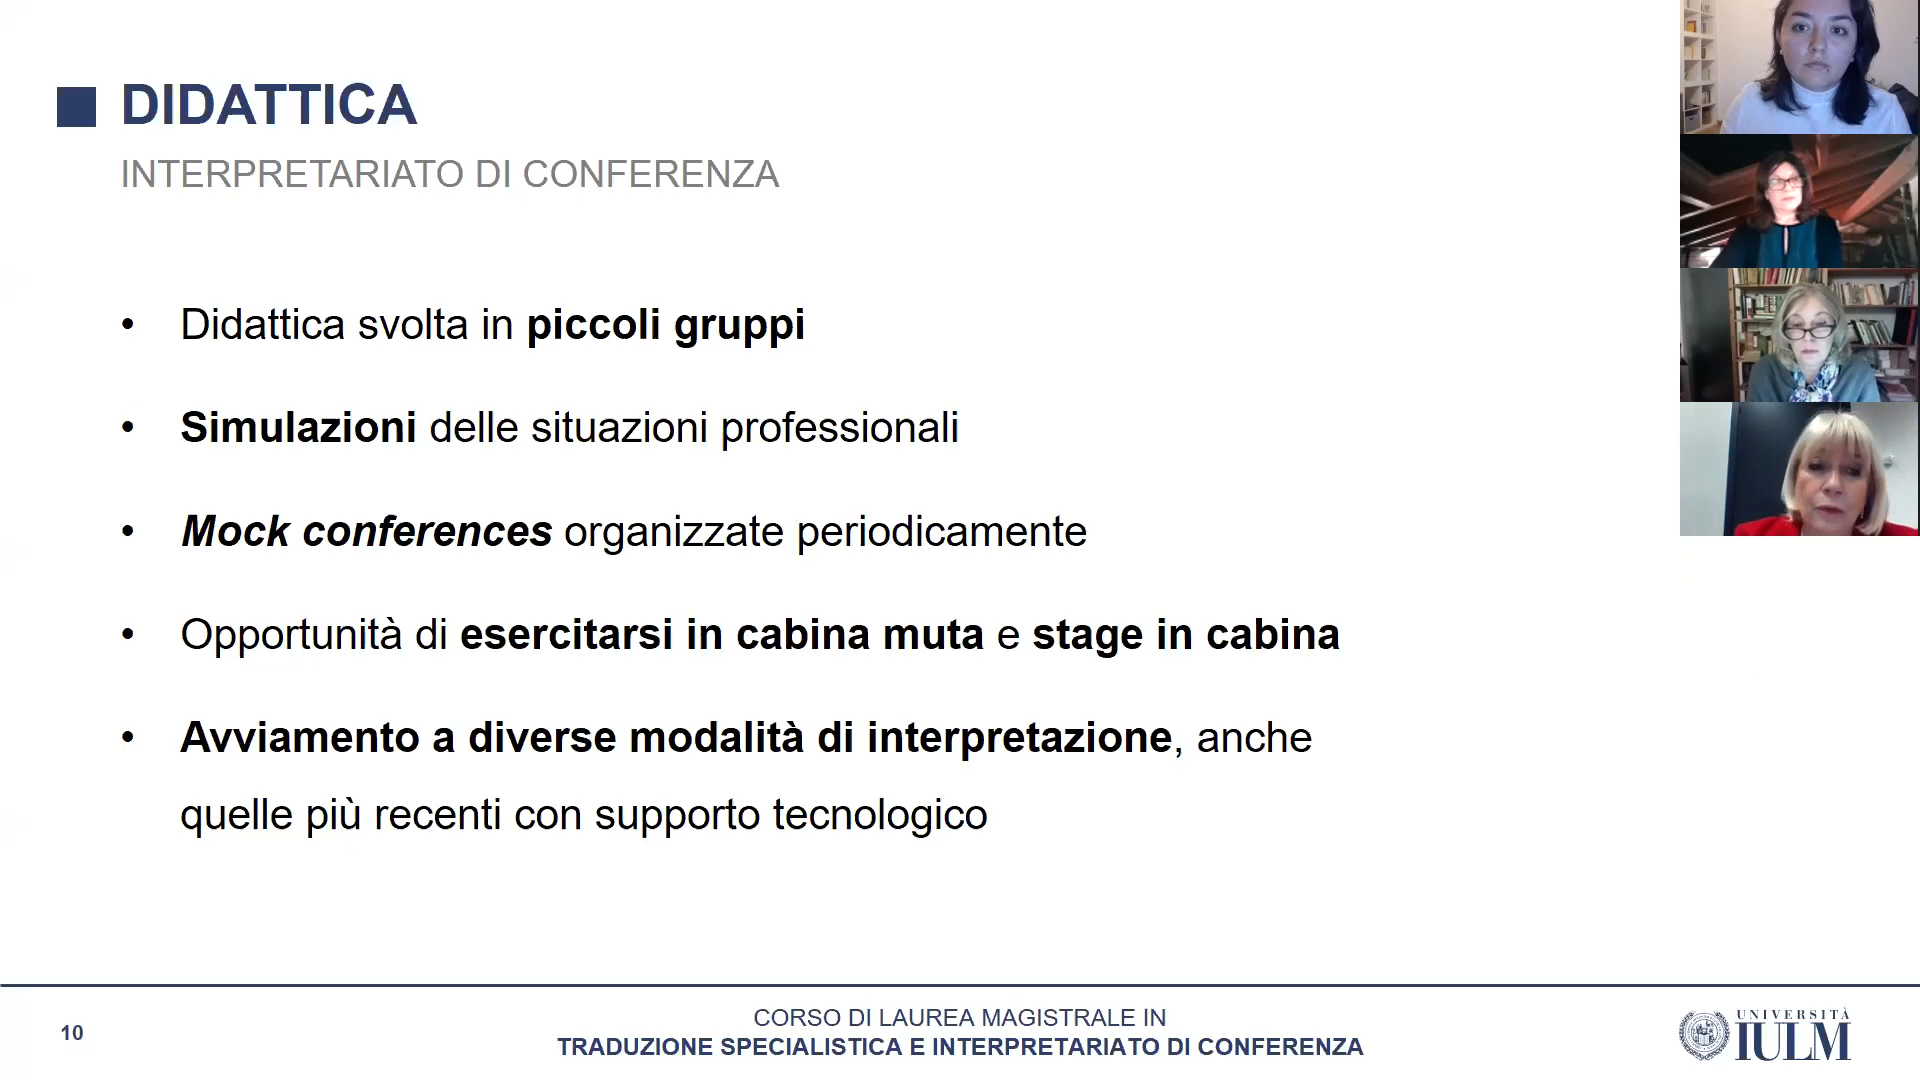 DIDATTICA
INTERPRETARIATO DI CONFERENZA
• Didattica svolta in piccoli gruppi
• Simulazioni delle situazioni professionali
• Mock conferences organizzate periodicamente
• Opportunità di esercitarsi in cabina muta e stage in cabina
• Avviamento a diverse modalità di interpretazione, anche
quelle più recenti con supporto tecnologico
10
CORSO DI LAUREA MAGISTRALE IN
TRADUZIONE SPECIALISTICA E INTERPRETARIATO DI CONFERENZA
UNIVERSITÀ
IULM